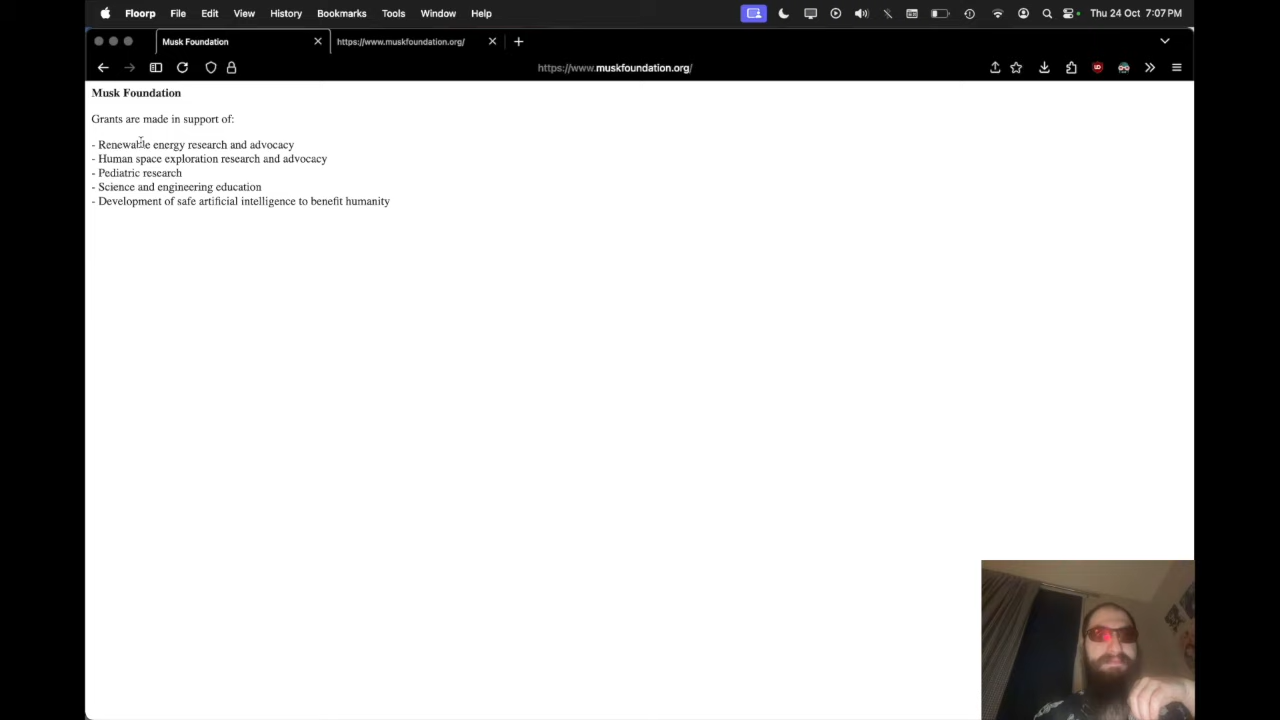 Floorp File Edit View History Bookmarks Tools Window Help Thu 24 Oct 7:07 PM
Musk Foundation https://www.muskfoundation.org/
https://www.muskfoundation.org/
Musk Foundation
Grants are made in support of:
- Renewable energy research and advocacy
- Human space exploration research and advocacy
- Pediatric research
- Science and engineering education
- Development of safe artificial intelligence to benefit humanity